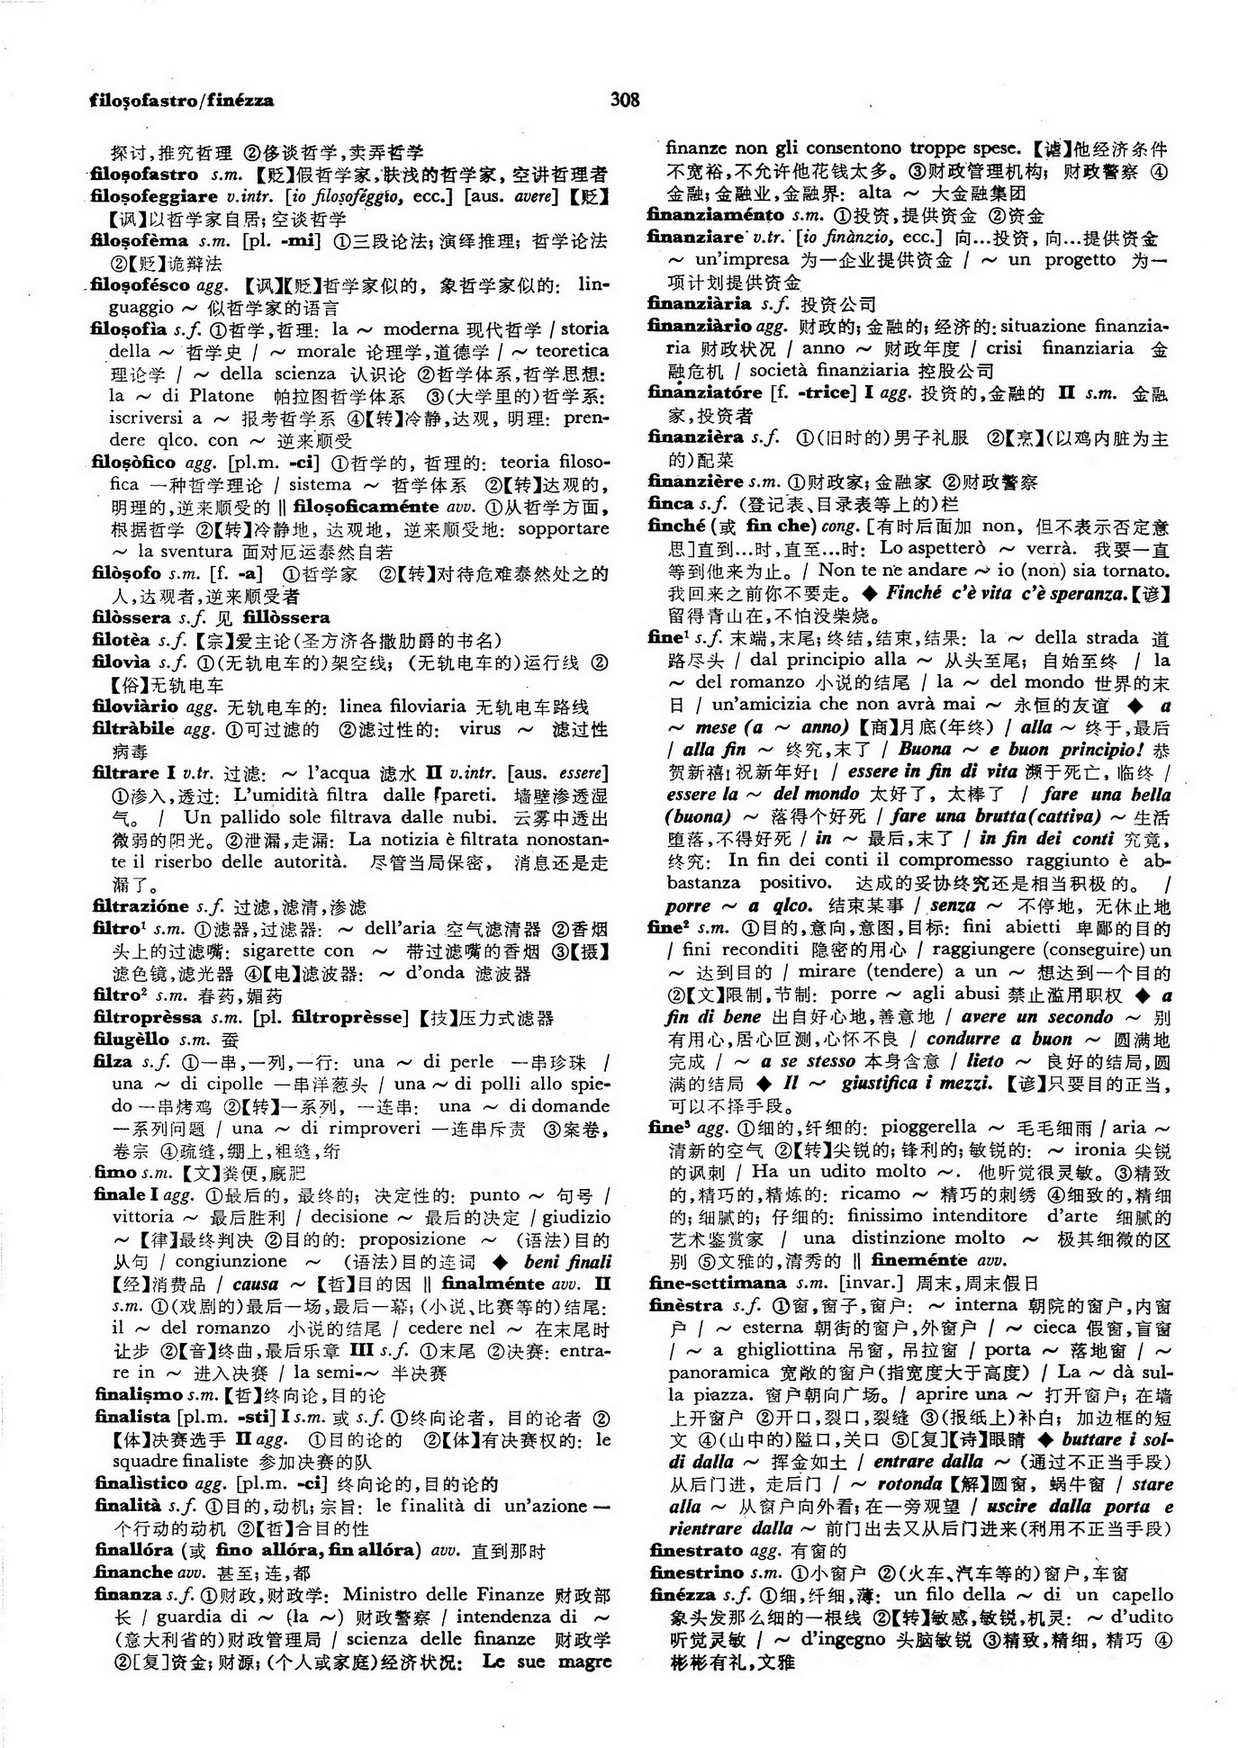 filoșofastro/finézza
308
探讨,推究哲理 ②侈谈哲学,卖弄哲学
filoșofastro s.m. 【贬】假哲学家,肤浅的哲学家, 空讲哲理者
filoșofeggiare v.intr. [io filoșoféggio, ecc.] [aus. avere] 【贬】
【讽】以哲学家自居; 空谈哲学
filoșofèma s.m. [pl. -mi] ①三段论法; 演绎推理; 哲学论法
②【贬】诡辩法
filoșofésco agg. 【讽】【贬】哲学家似的, 象哲学家似的: lin-
guaggio ~ 似哲学家的语言
filoșofìa s.f. ①哲学,哲理: la ~ moderna 现代哲学 / storia
della ~ 哲学史 / ~ morale 论理学,道德学 / ~ teoretica
理论学 / ~ della scienza 认识论 ②哲学体系,哲学思想:
la ~ di Platone 帕拉图哲学体系 ③(大学里的)哲学系:
iscriversi a ~ 报考哲学系 ④【转】冷静,达观, 明理: pren-
dere qlco. con ~ 逆来顺受
filoșòfico agg. [pl.m. -ci] ①哲学的, 哲理的: teoria filoso-
fica 一种哲学理论 / sistema ~ 哲学体系 ②【转】达观的,
明理的,逆来顺受的 ‖ filoșoficaménte avv. ①从哲学方面,
根据哲学 ②【转】冷静地, 达观地, 逆来顺受地: sopportare
~ la sventura 面对厄运泰然自若
filòșofo s.m. [f. -a] ①哲学家 ②【转】对待危难泰然处之的
人,达观者,逆来顺受者
filòssera s.f. 见 fillòssera
filotèa s.f. 【宗】爱主论(圣方济各撒肋爵的书名)
filovìa s.f. ①(无轨电车的)架空线; (无轨电车的)运行线 ②
【俗】无轨电车
filoviàrio agg. 无轨电车的: linea filoviaria 无轨电车路线
filtràbile agg. ①可过滤的 ②滤过性的: virus ~ 滤过性
病毒
filtrare I v.tr. 过滤: ~ l'acqua 滤水 II v.intr. [aus. essere]
①渗入,透过: L'umidità filtra dalle pareti. 墙壁渗透湿
气。 / Un pallido sole filtrava dalle nubi. 云雾中透出
微弱的阳光。 ②泄漏,走漏: La notizia è filtrata nonostan-
te il riserbo delle autorità. 尽管当局保密, 消息还是走
漏了。
filtrazióne s.f. 过滤,滤清,渗滤
filtro¹ s.m. ①滤器,过滤器: ~ dell'aria 空气滤清器 ②香烟
头上的过滤嘴: sigarette con ~ 带过滤嘴的香烟 ③【摄】
滤色镜,滤光器 ④【电】滤波器: ~ d'onda 滤波器
filtro² s.m. 春药,媚药
filtroprèssa s.m. [pl. filtroprèsse] 【技】压力式滤器
filugèllo s.m. 蚕
filza s.f. ①一串,一列,一行: una ~ di perle 一串珍珠 /
una ~ di cipolle 一串洋葱头 / una ~ di polli allo spie-
do 一串烤鸡 ②【转】一系列, 一连串: una ~ di domande
一系列问题 / una ~ di rimproveri 一连串斥责 ③案卷,
卷宗 ④疏缝,绷上,粗缝,绗
fimo s.m. 【文】粪便,廐肥
finale I agg. ①最后的, 最终的; 决定性的: punto ~ 句号 /
vittoria ~ 最后胜利 / decisione ~ 最后的决定 / giudizio
~ 【律】最终判决 ②目的的: proposizione ~ (语法)目的
从句 / congiunzione ~ (语法)目的连词 ◆ beni finali
【经】消费品 / causa ~ 【哲】目的因 ‖ finalménte avv. II
s.m. ①(戏剧的)最后一场,最后一幕; (小说、比赛等的)结尾:
il ~ del romanzo 小说的结尾 / cedere nel ~ 在末尾时
让步 ②【音】终曲,最后乐章 III s.f. ①末尾 ②决赛: entra-
re in ~ 进入决赛 / la semi-~ 半决赛
finalișmo s.m. 【哲】终向论,目的论
finalista [pl.m. -sti] I s.m. 或 s.f. ①终向论者, 目的论者 ②
【体】决赛选手 II agg. ①目的论的 ②【体】有决赛权的: le
squadre finaliste 参加决赛的队
finalìstico agg. [pl.m. -ci] 终向论的,目的论的
finalità s.f. ①目的,动机; 宗旨: le finalità di un'azione 一
个行动的动机 ②【哲】合目的性
finallóra (或 fino allóra, fin allóra) avv. 直到那时
finanche avv. 甚至; 连,都
finanza s.f. ①财政,财政学: Ministro delle Finanze 财政部
长 / guardia di ~ (la ~) 财政警察 / intendenza di ~
(意大利省的)财政管理局 / scienza delle finanze 财政学
②[复]资金; 财源; (个人或家庭)经济状况: Le sue magre
finanze non gli consentono troppe spese. 【谑】他经济条件
不宽裕,不允许他花钱太多。 ③财政管理机构; 财政警察 ④
金融; 金融业,金融界: alta ~ 大金融集团
finanziaménto s.m. ①投资,提供资金 ②资金
finanziare v.tr. [io finànzio, ecc.] 向…投资, 向…提供资金
~ un'impresa 为一企业提供资金 / ~ un progetto 为一
项计划提供资金
finanziària s.f. 投资公司
finanziàrio agg. 财政的; 金融的; 经济的: situazione finanzia-
ria 财政状况 / anno ~ 财政年度 / crisi finanziaria 金
融危机 / società finanziaria 控股公司
finanziatóre [f. -trice] I agg. 投资的,金融的 II s.m. 金融
家,投资者
finanzièra s.f. ①(旧时的)男子礼服 ②【烹】(以鸡内脏为主
的)配菜
finanzière s.m. ①财政家; 金融家 ②财政警察
finca s.f. (登记表、目录表等上的)栏
finché (或 fin che) cong. [有时后面加 non, 但不表示否定意
思]直到…时,直至…时: Lo aspetterò ~ verrà. 我要一直
等到他来为止。 / Non te ne andare ~ io (non) sia tornato.
我回来之前你不要走。 ◆ Finché c'è vita c'è speranza. 【谚】
留得青山在,不怕没柴烧。
fine¹ s.f. 末端,末尾; 终结,结束,结果: la ~ della strada 道
路尽头 / dal principio alla ~ 从头至尾; 自始至终 / la
~ del romanzo 小说的结尾 / la ~ del mondo 世界的末
日 / un'amicizia che non avrà mai ~ 永恒的友谊 ◆ a
~ mese (a ~ anno) 【商】月底(年终) / alla ~ 终于,最后
/ alla fin ~ 终究,末了 / Buona ~ e buon principio! 恭
贺新禧! 祝新年好! / essere in fin di vita 濒于死亡, 临终 /
essere la ~ del mondo 太好了, 太棒了 / fare una bella
(buona) ~ 落得个好死 / fare una brutta (cattiva) ~ 生活
堕落,不得好死 / in ~ 最后,末了 / in fin dei conti 究竟,
终究: In fin dei conti il compromesso raggiunto è ab-
bastanza positivo. 达成的妥协终究还是相当积极的。 /
porre ~ a qlco. 结束某事 / senza ~ 不停地, 无休止地
fine² s.m. ①目的,意向,意图,目标: fini abietti 卑鄙的目的
/ fini reconditi 隐密的用心 / raggiungere (conseguire) un
~ 达到目的 / mirare (tendere) a un ~ 想达到一个目的
②【文】限制,节制: porre ~ agli abusi 禁止滥用职权 ◆ a
fin di bene 出自好心地,善意地 / avere un secondo ~ 别
有用心,居心叵测,心怀不良 / condurre a buon ~ 圆满地
完成 / ~ a se stesso 本身含意 / lieto ~ 良好的结局,圆
满的结局 ◆ Il ~ giustifica i mezzi. 【谚】只要目的正当,
可以不择手段。
fine³ agg. ①细的,纤细的: pioggerella ~ 毛毛细雨 / aria ~
清新的空气 ②【转】尖锐的; 锋利的; 敏锐的: ~ ironia 尖锐
的讽刺 / Ha un udito molto ~. 他听觉很灵敏。 ③精致
的,精巧的,精炼的: ricamo ~ 精巧的刺绣 ④细致的,精细
的; 细腻的; 仔细的: finissimo intenditore d'arte 细腻的
艺术鉴赏家 / una distinzione molto ~ 极其细微的区
别 ⑤文雅的,清秀的 ‖ fineménte avv.
fine-settimana s.m. [invar.] 周末,周末假日
finèstra s.f. ①窗,窗子,窗户: ~ interna 朝院的窗户,内窗
户 / ~ esterna 朝街的窗户,外窗户 / ~ cieca 假窗,盲窗
/ ~ a ghigliottina 吊窗, 吊拉窗 / porta ~ 落地窗 / ~
panoramica 宽敞的窗户(指宽度大于高度) / La ~ dà sul-
la piazza. 窗户朝向广场。 / aprire una ~ 打开窗户; 在墙
上开窗户 ②开口,裂口,裂缝 ③(报纸上)补白; 加边框的短
文 ④(山中的)隘口,关口 ⑤[复]【诗】眼睛 ◆ buttare i sol-
di dalla ~ 挥金如土 / entrare dalla ~ (通过不正当手段)
从后门进, 走后门 / ~ rotonda 【解】圆窗, 蜗牛窗 / stare
alla ~ 从窗户向外看; 在一旁观望 / uscire dalla porta e
rientrare dalla ~ 前门出去又从后门进来(利用不正当手段)
finestrato agg. 有窗的
finestrino s.m. ①小窗户 ②(火车、汽车等的)窗户,车窗
finézza s.f. ①细,纤细,薄: un filo della ~ di un capello
象头发那么细的一根线 ②【转】敏感,敏锐,机灵: ~ d'udito
听觉灵敏 / ~ d'ingegno 头脑敏锐 ③精致,精细, 精巧 ④
彬彬有礼,文雅